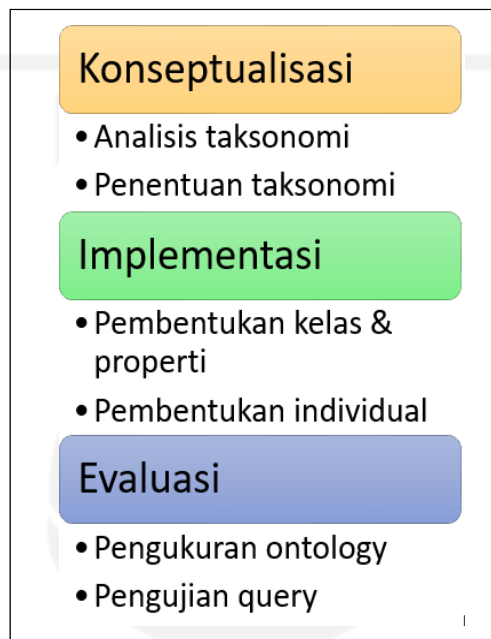 Konseptualisasi
• Analisis taksonomi
• Penentuan taksonomi
Implementasi
• Pembentukan kelas &
properti
• Pembentukan individual
Evaluasi
• Pengukuran ontology
• Pengujian query